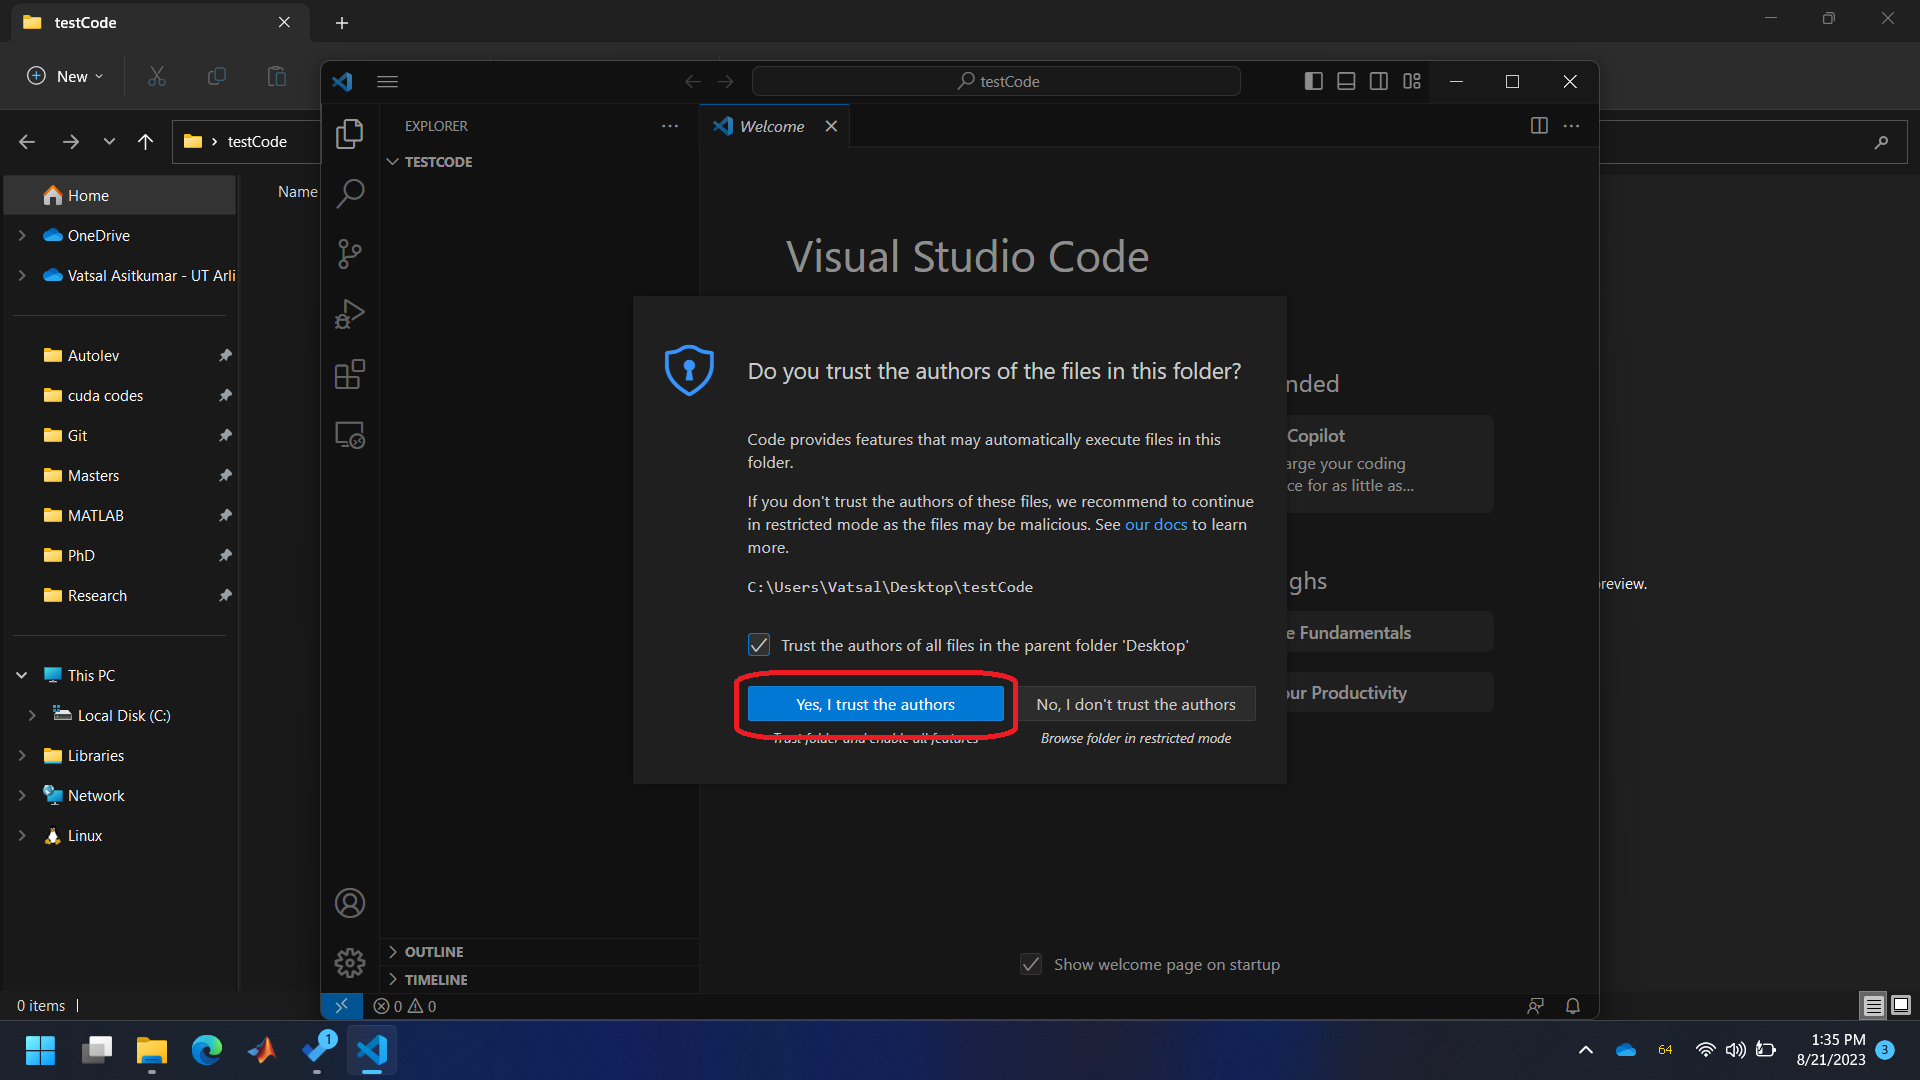 testCode
New
testCode
testCode
Name
Home
OneDrive
Vatsal Asitkumar - UT Arli
Autolev
cuda codes
Git
Masters
MATLAB
PhD
Research
This PC
Local Disk (C:)
Libraries
Network
Linux
0 items
EXPLORER
TESTCODE
OUTLINE
TIMELINE
0 0
Welcome
Visual Studio Code
nded
Copilot
arge your coding
ce for as little as...
ghs
e Fundamentals
our Productivity
Show welcome page on startup
Do you trust the authors of the files in this folder?
Code provides features that may automatically execute files in this
folder.
If you don't trust the authors of these files, we recommend to continue
in restricted mode as the files may be malicious. See our docs to learn
more.
C:\Users\Vatsal\Desktop\testCode
Trust the authors of all files in the parent folder 'Desktop'
Yes, I trust the authors
No, I don't trust the authors
Trust folder and enable all features
Browse folder in restricted mode
review.
1
64
1:35 PM
8/21/2023
3